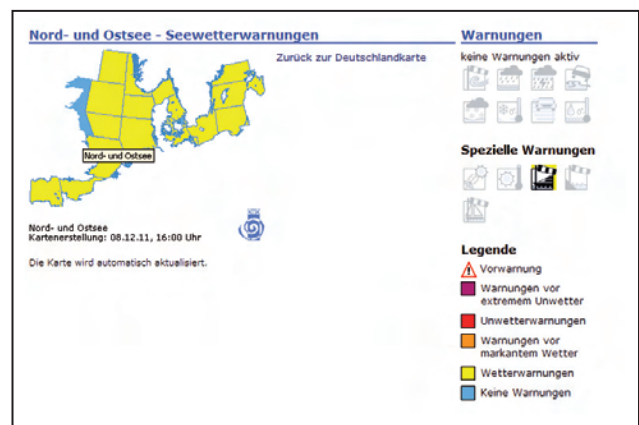 Nord- und Ostsee - Seewetterwarnungen
Zurück zur Deutschlandkarte
Nord- und Ostsee
Nord- und Ostsee
Kartenerstellung: 08.12.11, 16:00 Uhr
Die Karte wird automatisch aktualisiert.
Warnungen
keine Warnungen aktiv
Spezielle Warnungen
Legende
Vorwarnung
Warnungen vor
extremem Unwetter
Unwetterwarnungen
Warnungen vor
markantem Wetter
Wetterwarnungen
Keine Warnungen